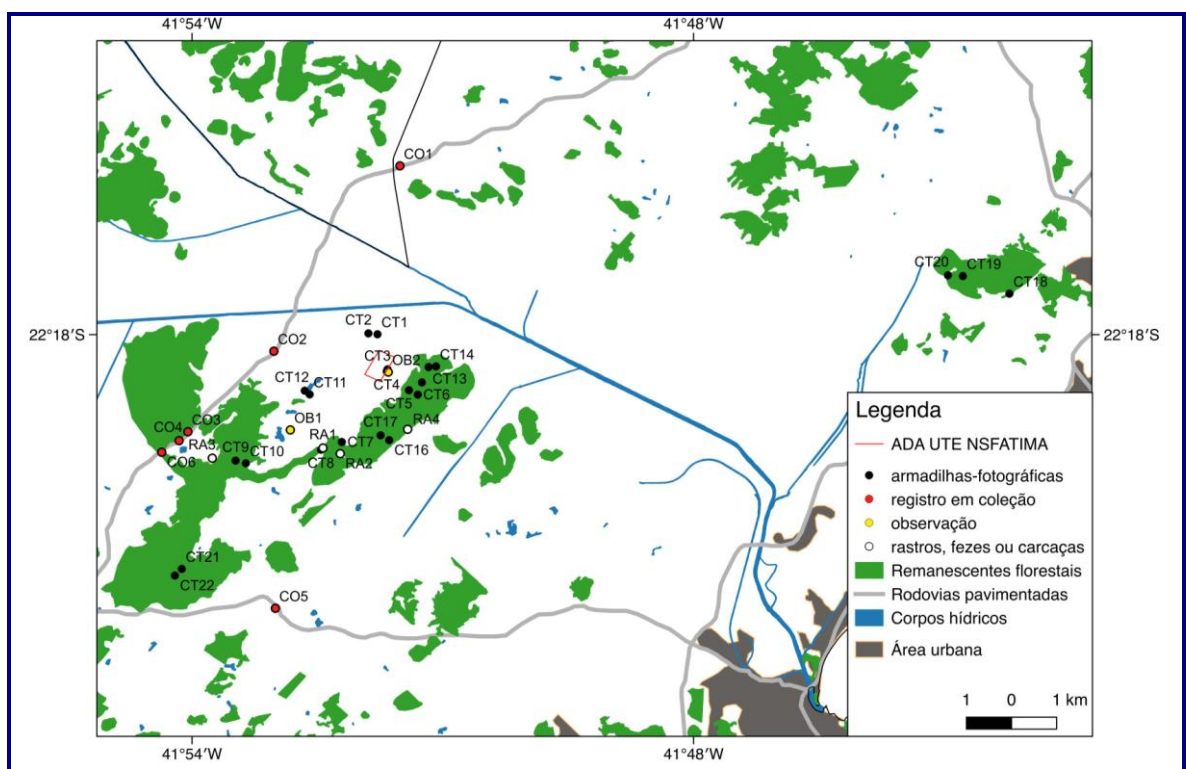 41°54′W
41°48′W
CO1
CT20
CT19
CT18
22°18′S
22°18′S
CT2
CT1
CO2
CT3
OB2
CT14
CT4
CT13
CT12
CT11
CT5
CT6
CO3
OB1
RA4
CO4
CT17
RA1
RA3
CT9
CT7
CT16
CO6
CT10
CT8
RA2
CT21
CT22
CO5
Legenda
ADA UTE NSFATIMA
armadilhas-fotográficas
registro em coleção
observação
rastros, fezes ou carcaças
Remanescentes florestais
Rodovias pavimentadas
Corpos hídricos
Área urbana
1 0 1 km
41°54′W
41°48′W